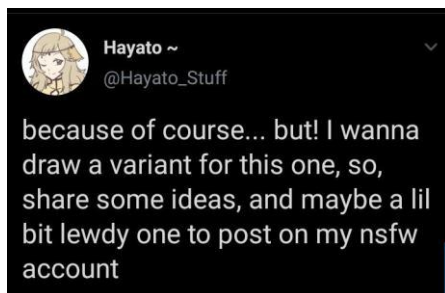 Hayato ~
@Hayato_Stuff
because of course... but! I wanna
draw a variant for this one, so,
share some ideas, and maybe a lil
bit lewdy one to post on my nsfw
account